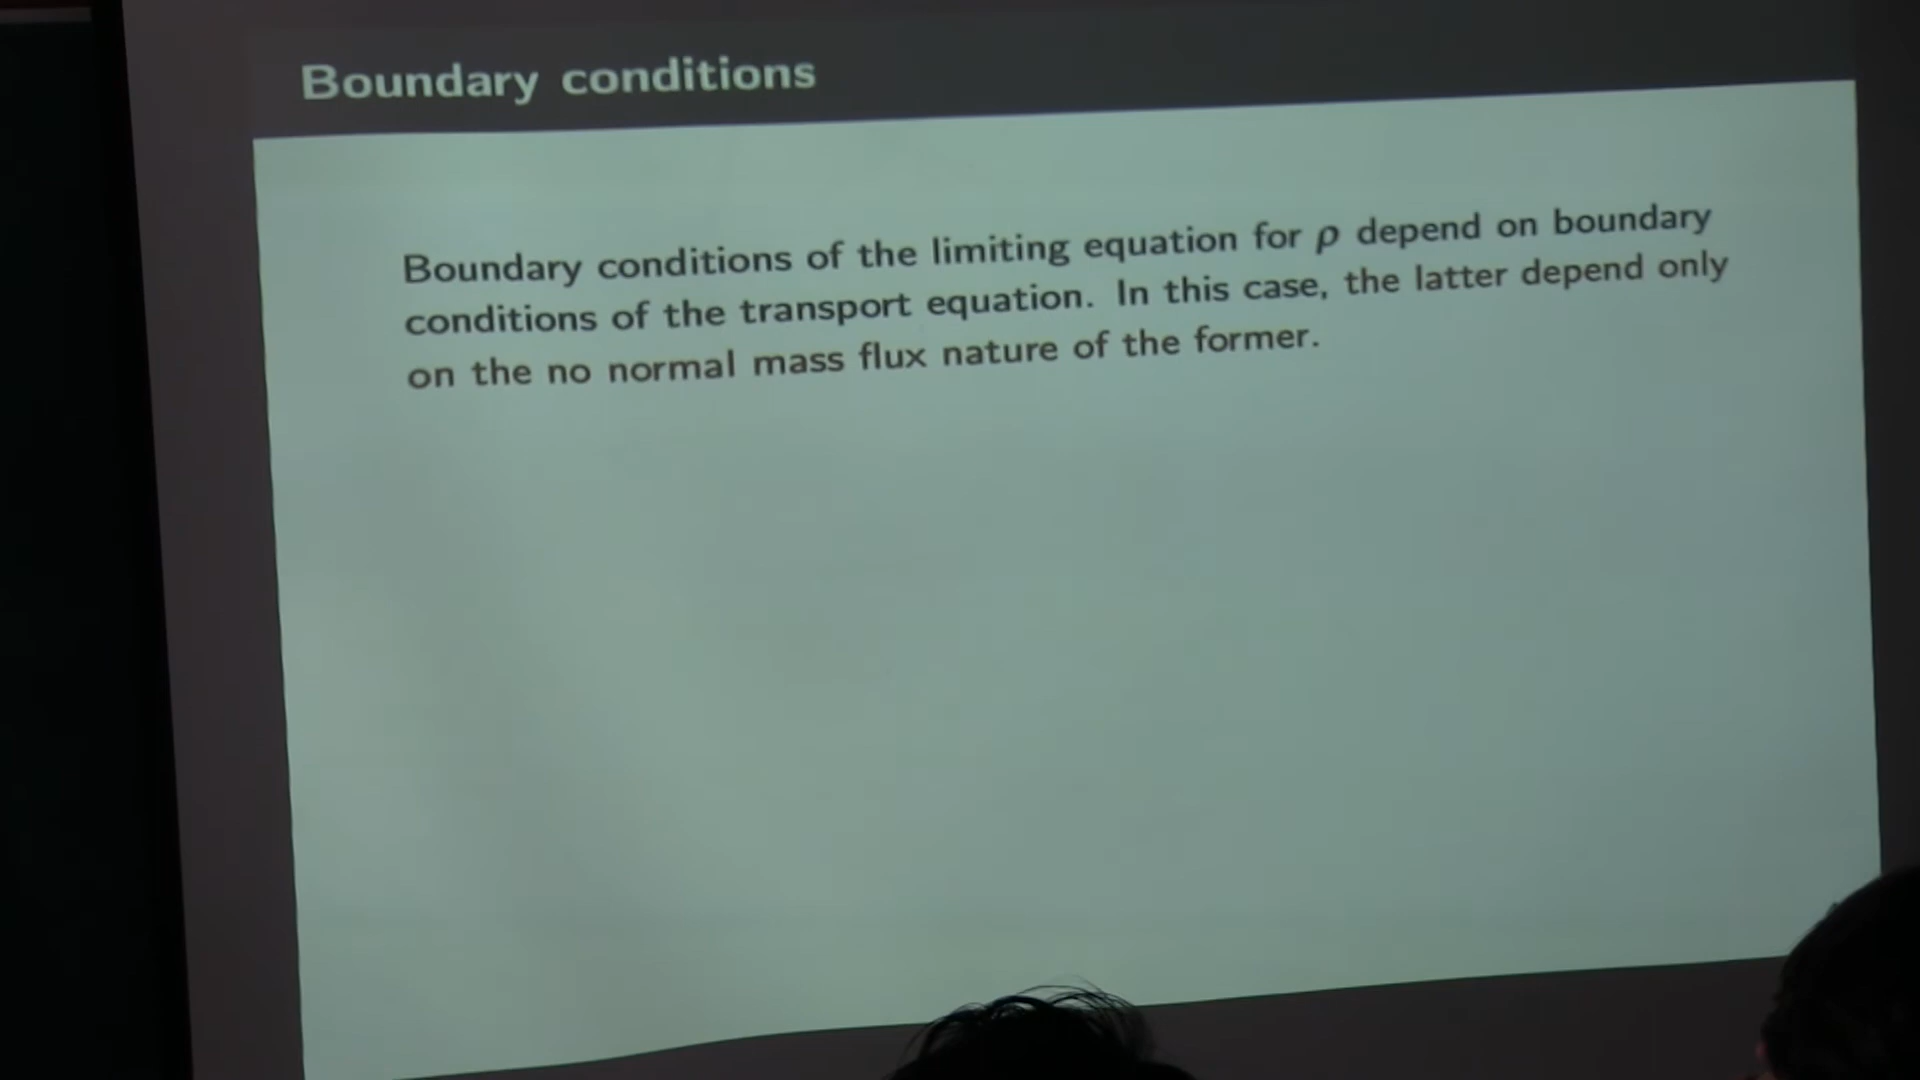 Boundary conditions
Boundary conditions of the limiting equation for ρ depend on boundary
conditions of the transport equation. In this case, the latter depend only
on the no normal mass flux nature of the former.